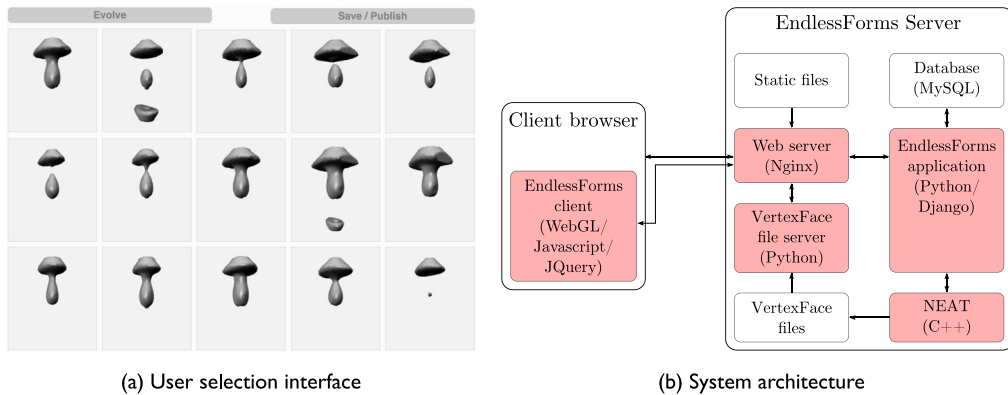 Evolve
Save / Publish
(a) User selection interface
EndlessForms Server
Static files
Database
(MySQL)
Client browser
Web server
(Nginx)
EndlessForms
application
(Python/
Django)
EndlessForms
client
(WebGL/
Javascript/
JQuery)
VertexFace
file server
(Python)
VertexFace
files
NEAT
(C++)
(b) System architecture